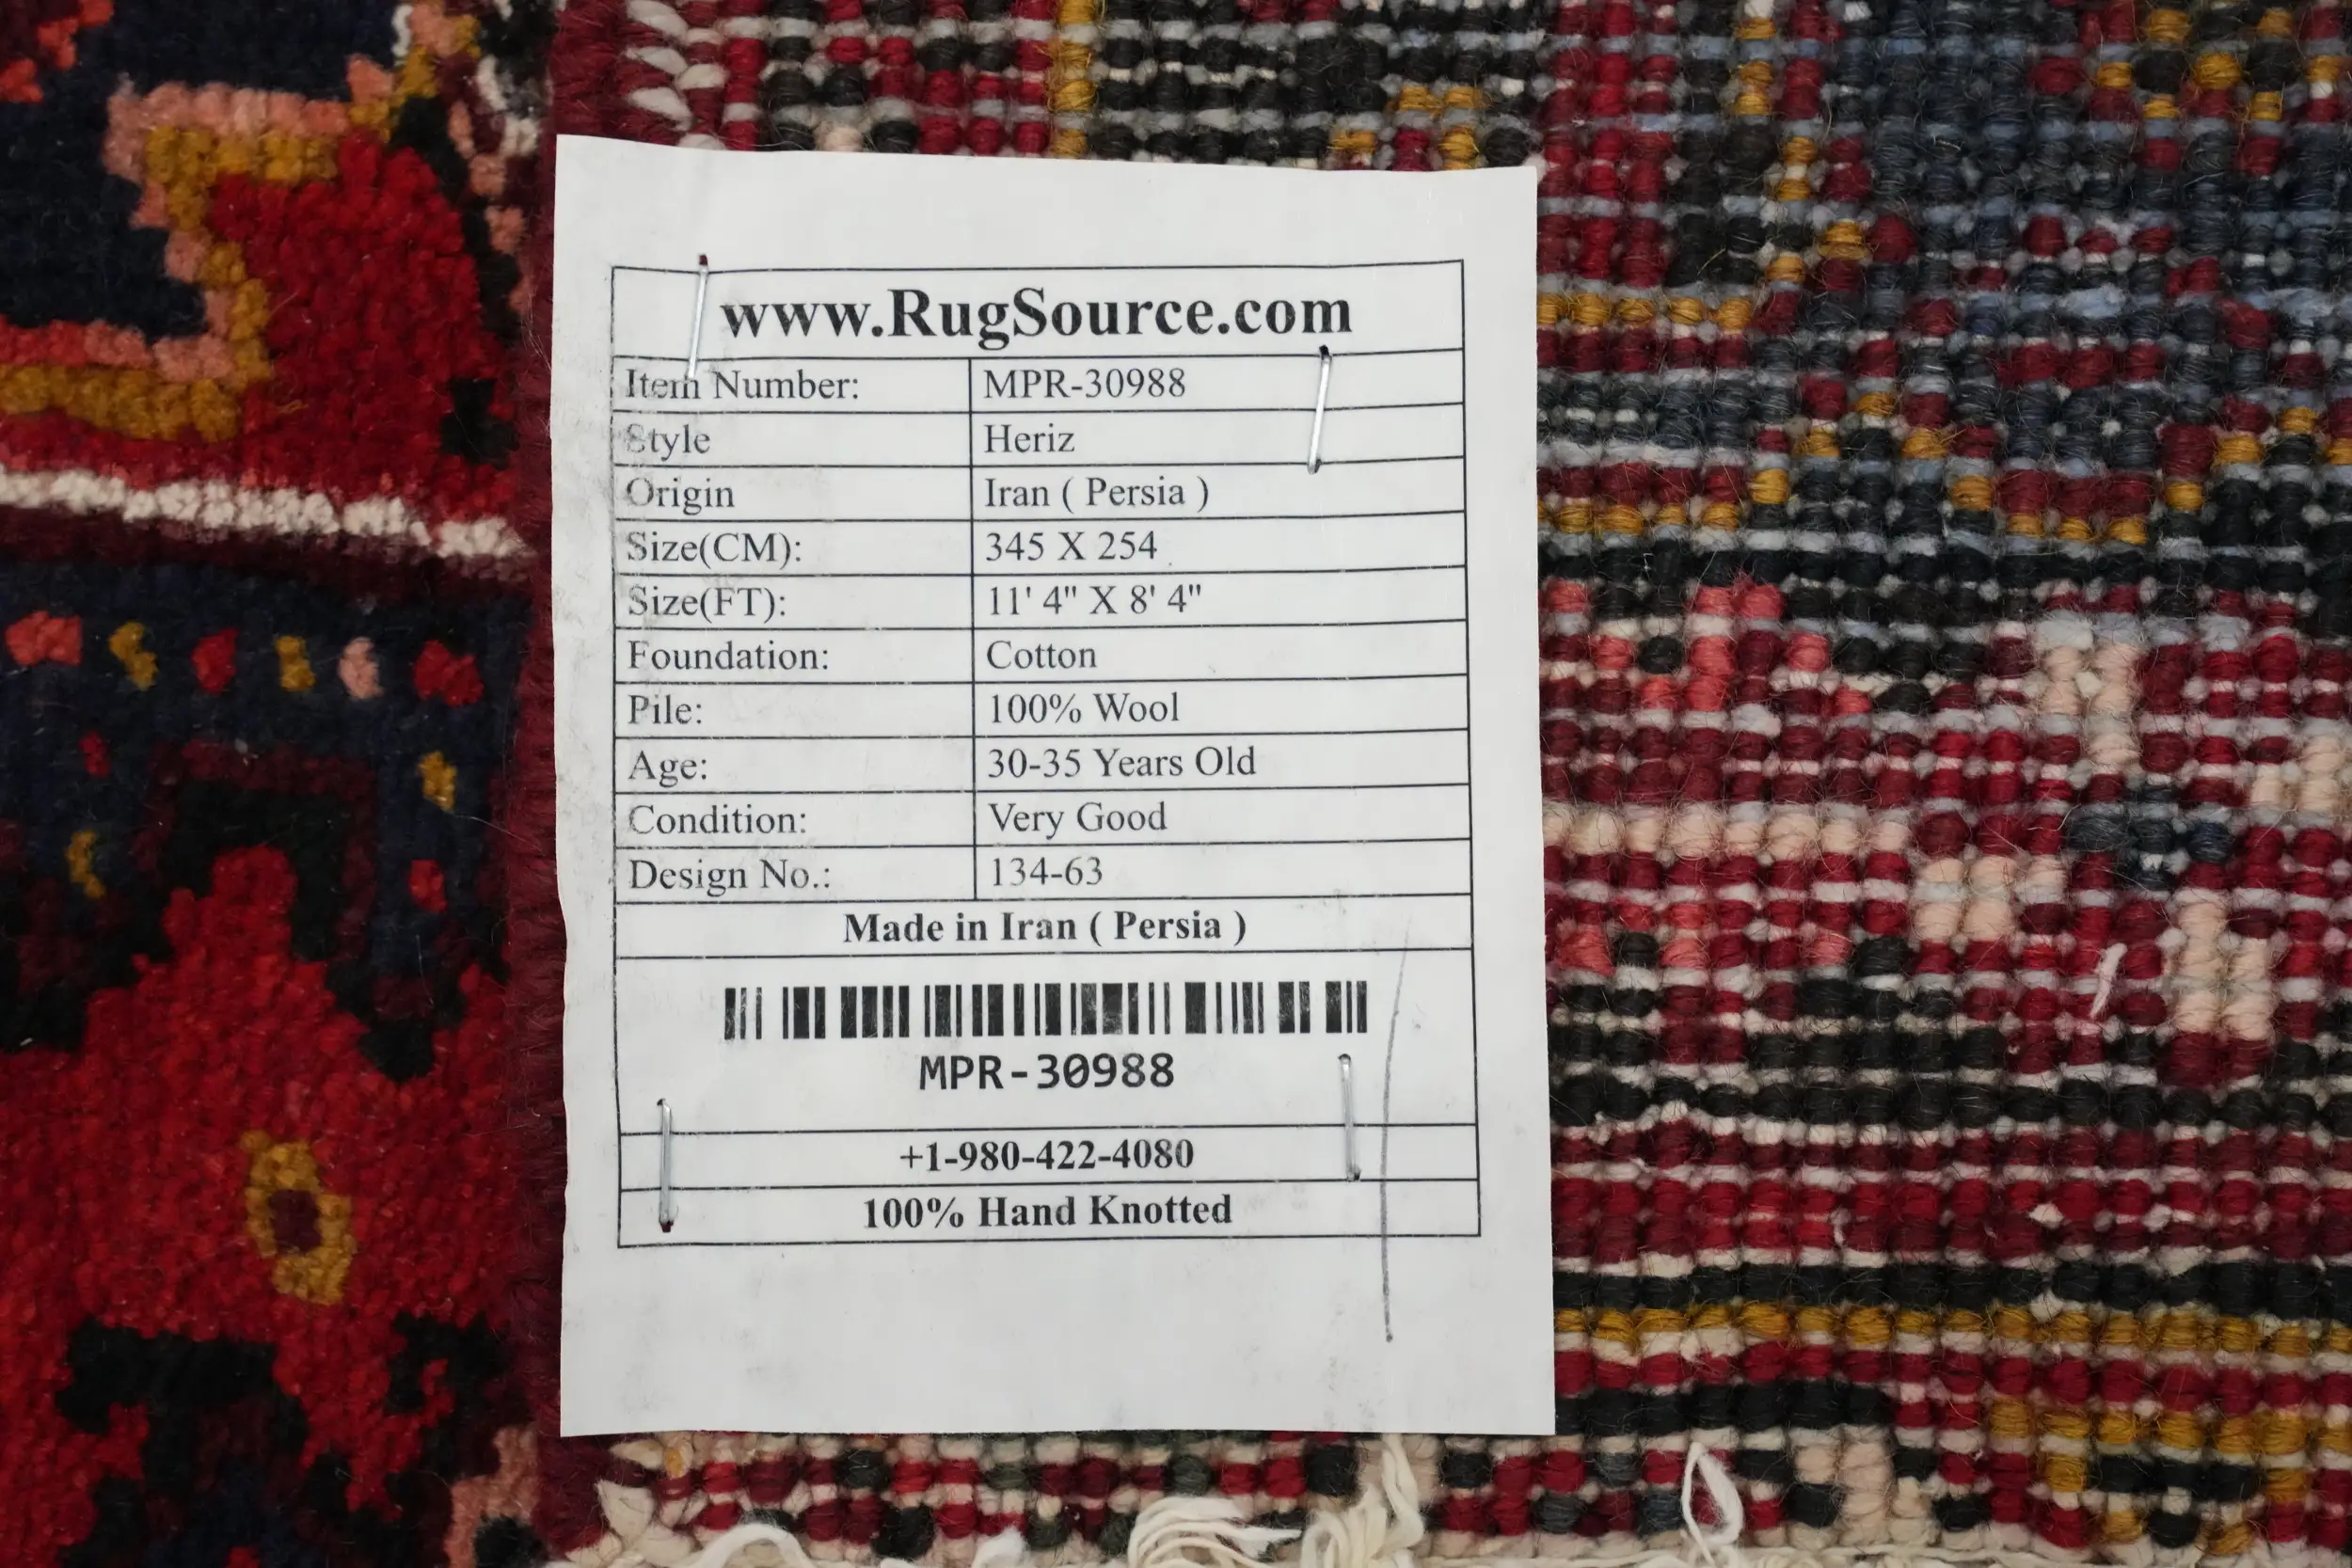 www.RugSource.com
Item Number: MPR-30988
Style Heriz
Origin Iran ( Persia )
Size(CM): 345 X 254
Size(FT): 11' 4" X 8' 4"
Foundation: Cotton
Pile: 100% Wool
Age: 30-35 Years Old
Condition: Very Good
Design No.: 134-63
Made in Iran ( Persia )
MPR-30988
+1-980-422-4080
100% Hand Knotted